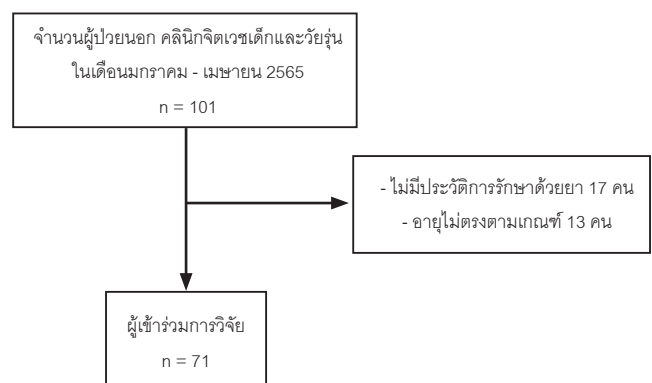 จำนวนผู้ป่วยนอก คลินิกจิตเวชเด็กและวัยรุ่น
ในเดือนมกราคม - เมษายน 2565
n = 101
- ไม่มีประวัติการรักษาด้วยยา 17 คน
- อายุไม่ตรงตามเกณฑ์ 13 คน
ผู้เข้าร่วมการวิจัย
n = 71